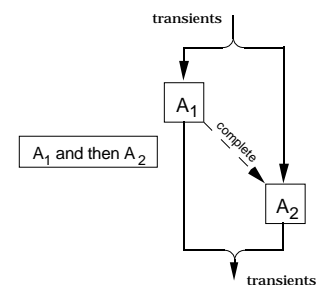 transients
A1
complete
A1 and then A2
A2
transients